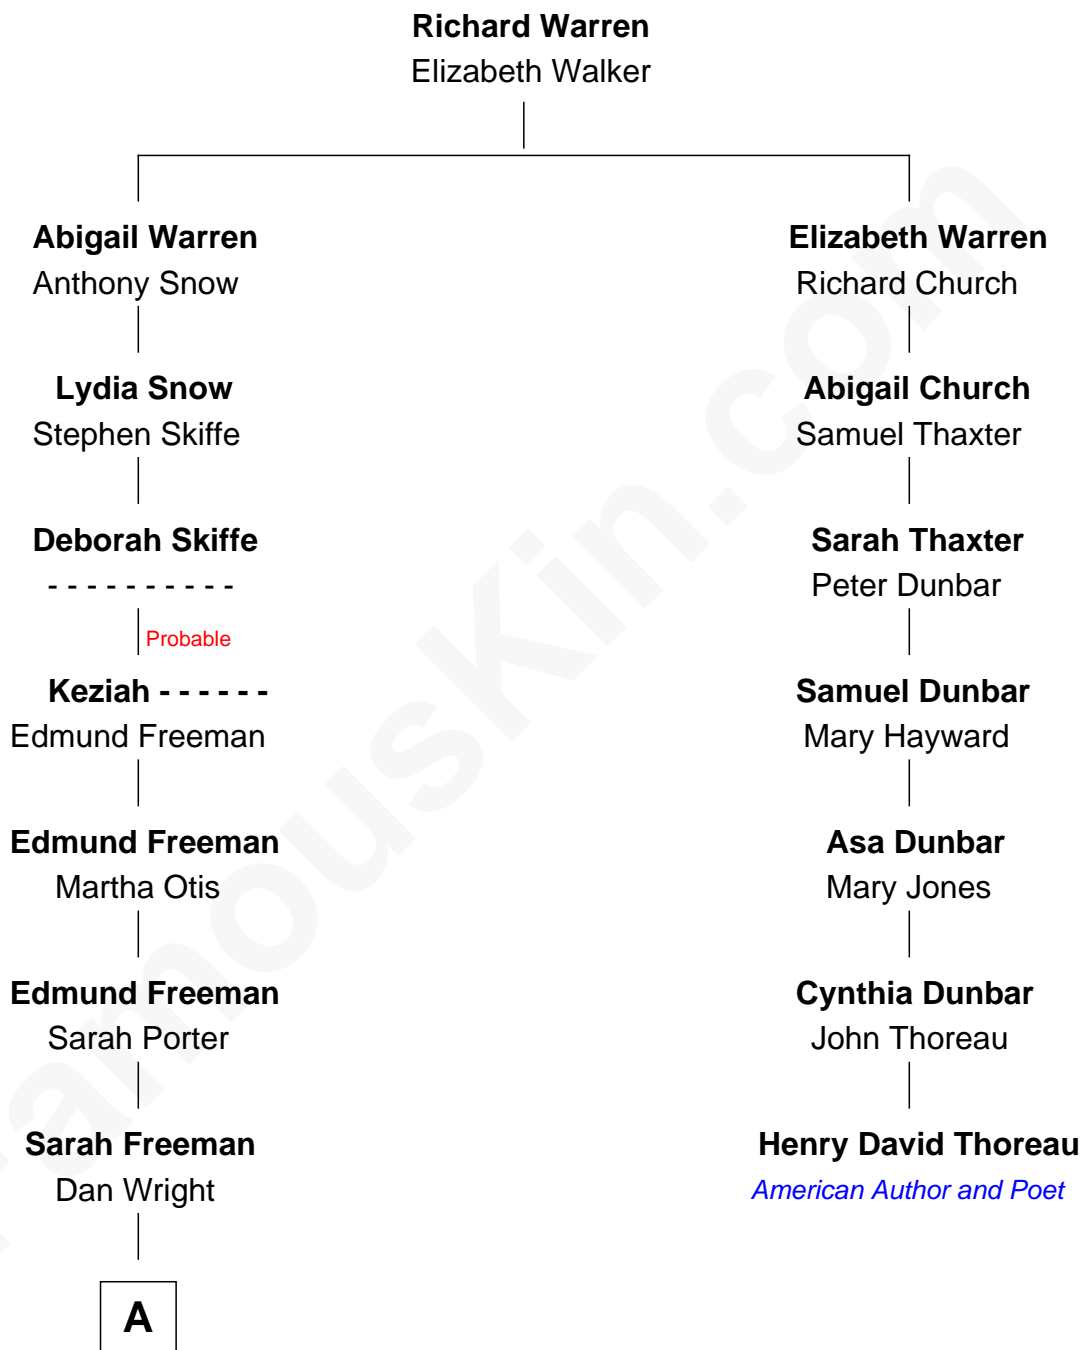 Richard Warren
Elizabeth Walker
Abigail Warren
Anthony Snow
Elizabeth Warren
Richard Church
Lydia Snow
Stephen Skiffe
Abigail Church
Samuel Thaxter
Deborah Skiffe
- - - - - - - - - -
Sarah Thaxter
Peter Dunbar
Probable
Keziah - - - - - -
Edmund Freeman
Samuel Dunbar
Mary Hayward
Edmund Freeman
Martha Otis
Asa Dunbar
Mary Jones
Edmund Freeman
Sarah Porter
Cynthia Dunbar
John Thoreau
Sarah Freeman
Dan Wright
Henry David Thoreau
American Author and Poet
A
FamousKin.com